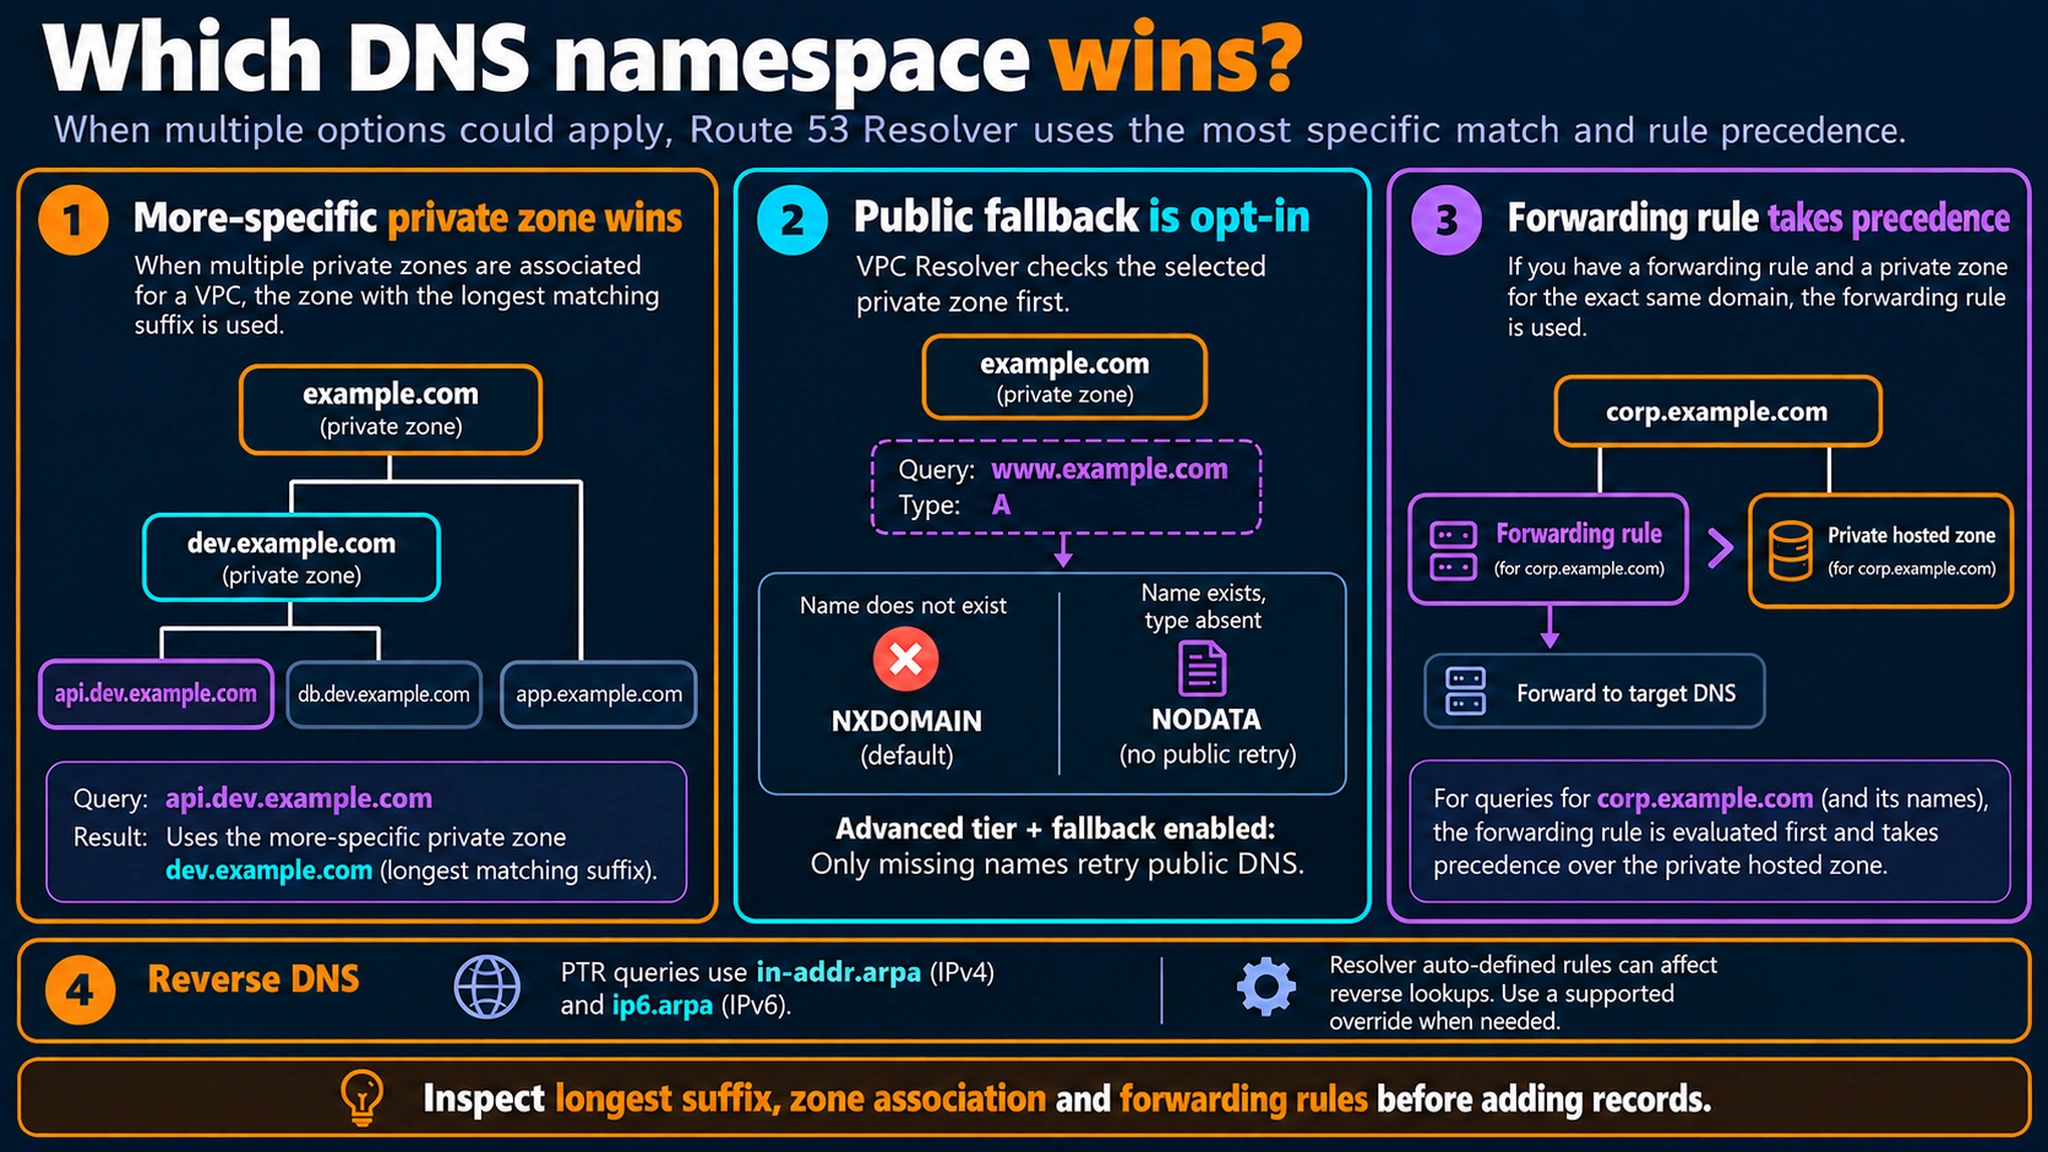 Which DNS namespace wins?
When multiple options could apply, Route 53 Resolver uses the most specific match and rule precedence.
1
More-specific private zone wins
When multiple private zones are associated
for a VPC, the zone with the longest matching
suffix is used.
example.com
(private zone)
dev.example.com
(private zone)
api.dev.example.com
db.dev.example.com
app.example.com
Query: api.dev.example.com
Result: Uses the more-specific private zone
dev.example.com (longest matching suffix).
2
Public fallback is opt-in
VPC Resolver checks the selected
private zone first.
example.com
(private zone)
Query: www.example.com
Type: A
Name does not exist
NXDOMAIN
(default)
Name exists,
type absent
NODATA
(no public retry)
Advanced tier + fallback enabled:
Only missing names retry public DNS.
3
Forwarding rule takes precedence
If you have a forwarding rule and a private zone
for the exact same domain, the forwarding rule
is used.
corp.example.com
Forwarding rule
(for corp.example.com)
>
Private hosted zone
(for corp.example.com)
Forward to target DNS
For queries for corp.example.com (and its names),
the forwarding rule is evaluated first and takes
precedence over the private hosted zone.
4
Reverse DNS
PTR queries use in-addr.arpa (IPv4)
and ip6.arpa (IPv6).
Resolver auto-defined rules can affect
reverse lookups. Use a supported
override when needed.
Inspect longest suffix, zone association and forwarding rules before adding records.